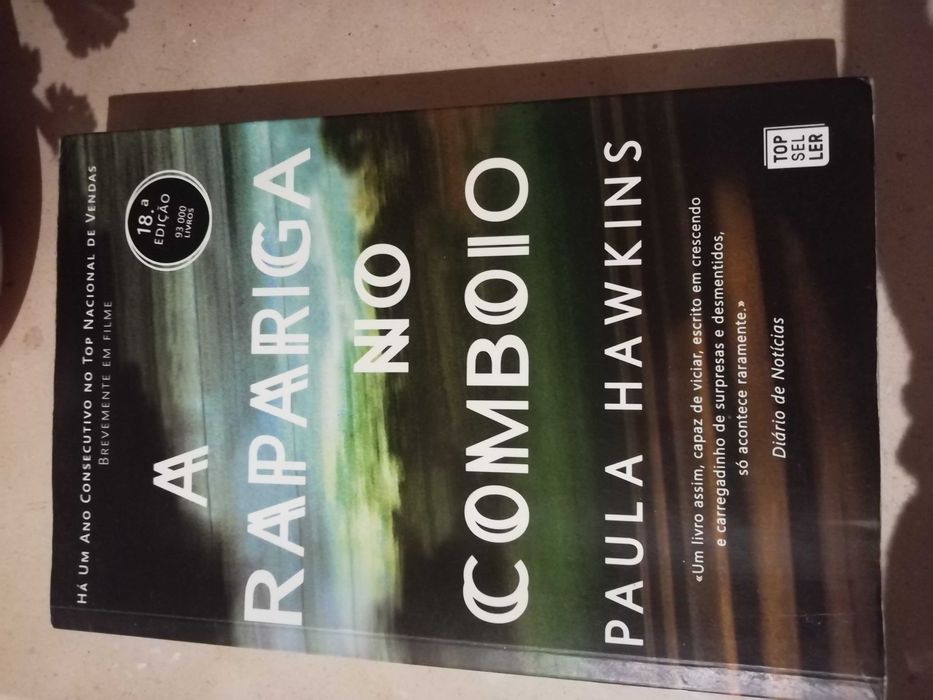 Há um Ano Consecutivo no Top Nacional de Vendas
Brevemente em filme
18.ª
EDIÇÃO
93 000
LIVROS
A
RAPARIGA
NO
COMBOIO
PAULA HAWKINS
«Um livro assim, capaz de viciar, escrito em crescendo
e carregadinho de surpresas e desmentidos,
só acontece raramente.»
Diário de Notícias
TOP
SEL
LER